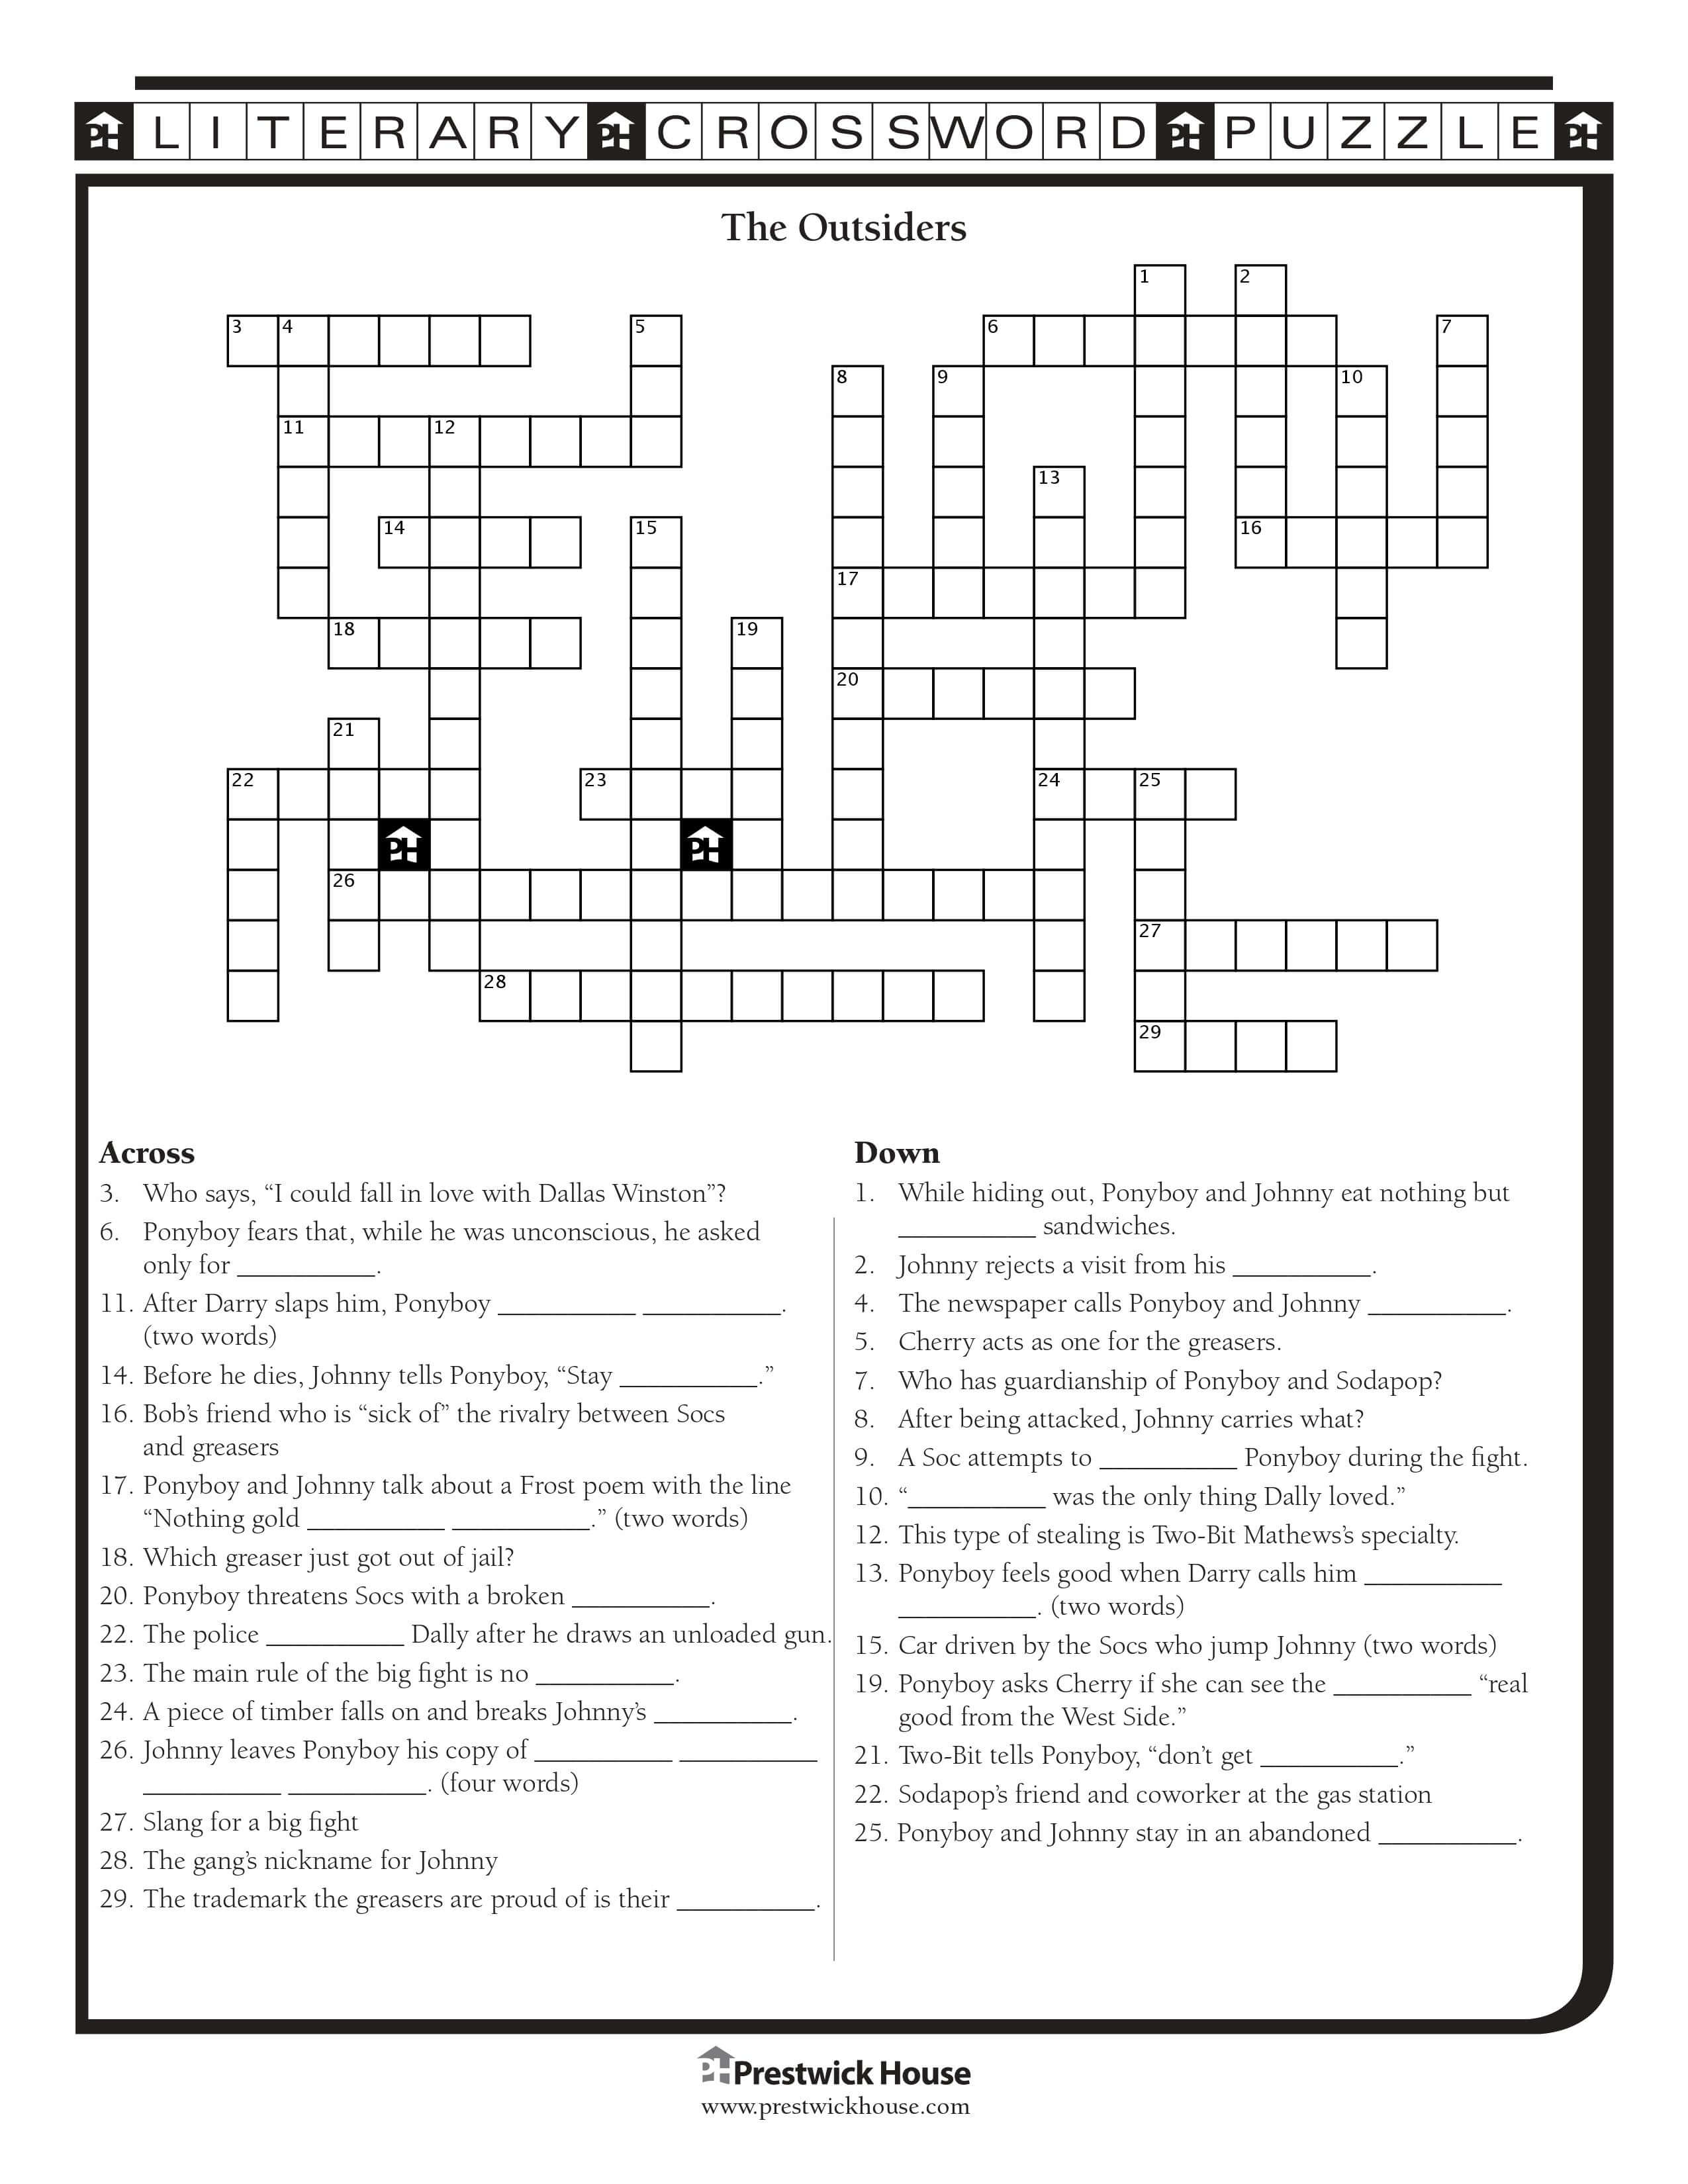 PH LITERARY PH CROSSWORD PH PUZZLE PH
The Outsiders
1 2
3 4 5 6 7
8 9 10
11 12
13
14 15 16
17
18 19
20
21
22 23 24 25
PH PH
26
27
28
29
Across
3. Who says, “I could fall in love with Dallas Winston”?
6. Ponyboy fears that, while he was unconscious, he asked
only for __________.
11. After Darry slaps him, Ponyboy __________ __________.
(two words)
14. Before he dies, Johnny tells Ponyboy, “Stay __________.”
16. Bob’s friend who is “sick of” the rivalry between Socs
and greasers
17. Ponyboy and Johnny talk about a Frost poem with the line
“Nothing gold __________ __________.” (two words)
18. Which greaser just got out of jail?
20. Ponyboy threatens Socs with a broken __________.
22. The police __________ Dally after he draws an unloaded gun.
23. The main rule of the big fight is no __________.
24. A piece of timber falls on and breaks Johnny’s __________.
26. Johnny leaves Ponyboy his copy of __________ __________
__________ __________. (four words)
27. Slang for a big fight
28. The gang’s nickname for Johnny
29. The trademark the greasers are proud of is their __________.
Down
1. While hiding out, Ponyboy and Johnny eat nothing but
__________ sandwiches.
2. Johnny rejects a visit from his __________.
4. The newspaper calls Ponyboy and Johnny __________.
5. Cherry acts as one for the greasers.
7. Who has guardianship of Ponyboy and Sodapop?
8. After being attacked, Johnny carries what?
9. A Soc attempts to __________ Ponyboy during the fight.
10. “__________ was the only thing Dally loved.”
12. This type of stealing is Two-Bit Mathews’s specialty.
13. Ponyboy feels good when Darry calls him __________
__________. (two words)
15. Car driven by the Socs who jump Johnny (two words)
19. Ponyboy asks Cherry if she can see the __________ “real
good from the West Side.”
21. Two-Bit tells Ponyboy, “don’t get __________.”
22. Sodapop’s friend and coworker at the gas station
25. Ponyboy and Johnny stay in an abandoned __________.
PH Prestwick House
www.prestwickhouse.com